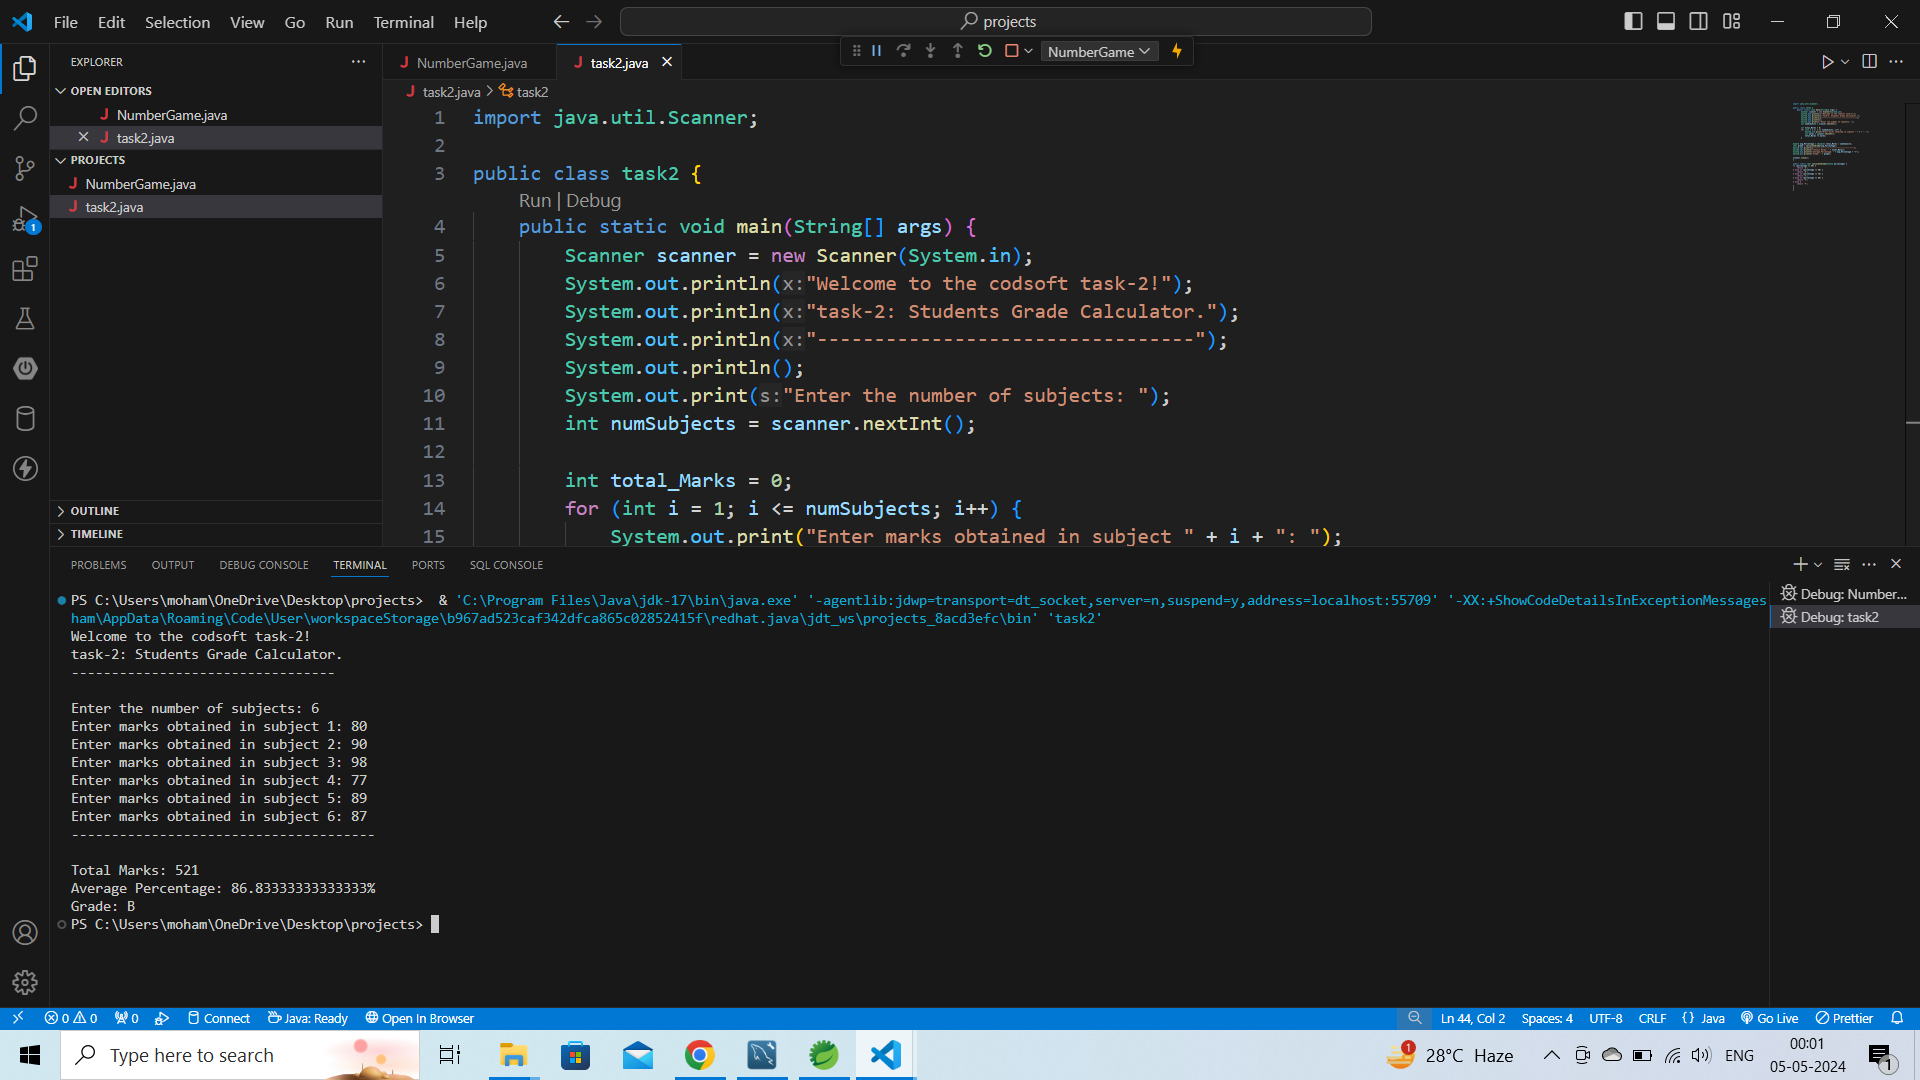 File Edit Selection View Go Run Terminal Help
projects
EXPLORER
OPEN EDITORS
NumberGame.java
task2.java
PROJECTS
NumberGame.java
task2.java
OUTLINE
TIMELINE
1
NumberGame.java
task2.java
NumberGame
task2.java > task2
1 import java.util.Scanner;
2
3 public class task2 {
Run | Debug
4 public static void main(String[] args) {
5 Scanner scanner = new Scanner(System.in);
6 System.out.println(x:"Welcome to the codsoft task-2!");
7 System.out.println(x:"task-2: Students Grade Calculator.");
8 System.out.println(x:"---------------------------------");
9 System.out.println();
10 System.out.print(s:"Enter the number of subjects: ");
11 int numSubjects = scanner.nextInt();
12
13 int total_Marks = 0;
14 for (int i = 1; i <= numSubjects; i++) {
15 System.out.print("Enter marks obtained in subject " + i + ": ");
PROBLEMS OUTPUT DEBUG CONSOLE TERMINAL PORTS SQL CONSOLE
Debug: Number...
Debug: task2
PS C:\Users\moham\OneDrive\Desktop\projects> & 'C:\Program Files\Java\jdk-17\bin\java.exe' '-agentlib:jdwp=transport=dt_socket,server=n,suspend=y,address=localhost:55709' '-XX:+ShowCodeDetailsInExceptionMessages
ham\AppData\Roaming\Code\User\workspaceStorage\b967ad523caf342dfca865c02852415f\redhat.java\jdt_ws\projects_8acd3efc\bin' 'task2'
Welcome to the codsoft task-2!
task-2: Students Grade Calculator.
---------------------------------

Enter the number of subjects: 6
Enter marks obtained in subject 1: 80
Enter marks obtained in subject 2: 90
Enter marks obtained in subject 3: 98
Enter marks obtained in subject 4: 77
Enter marks obtained in subject 5: 89
Enter marks obtained in subject 6: 87
--------------------------------------

Total Marks: 521
Average Percentage: 86.83333333333333%
Grade: B
PS C:\Users\moham\OneDrive\Desktop\projects>
0 0 0 Connect Java: Ready Open In Browser
Ln 44, Col 2 Spaces: 4 UTF-8 CRLF {} Java Go Live Prettier
Type here to search
1 28°C Haze ENG
00:01
05-05-2024
1